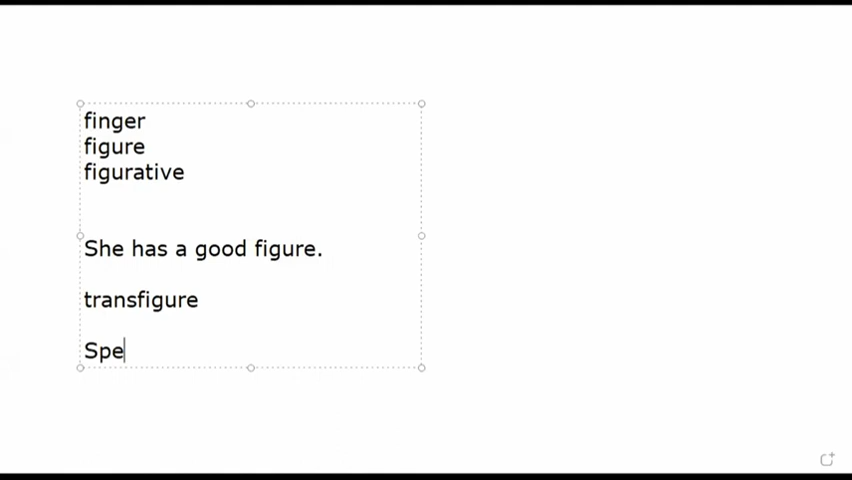 finger
figure
figurative
She has a good figure.
transfigure
Spe